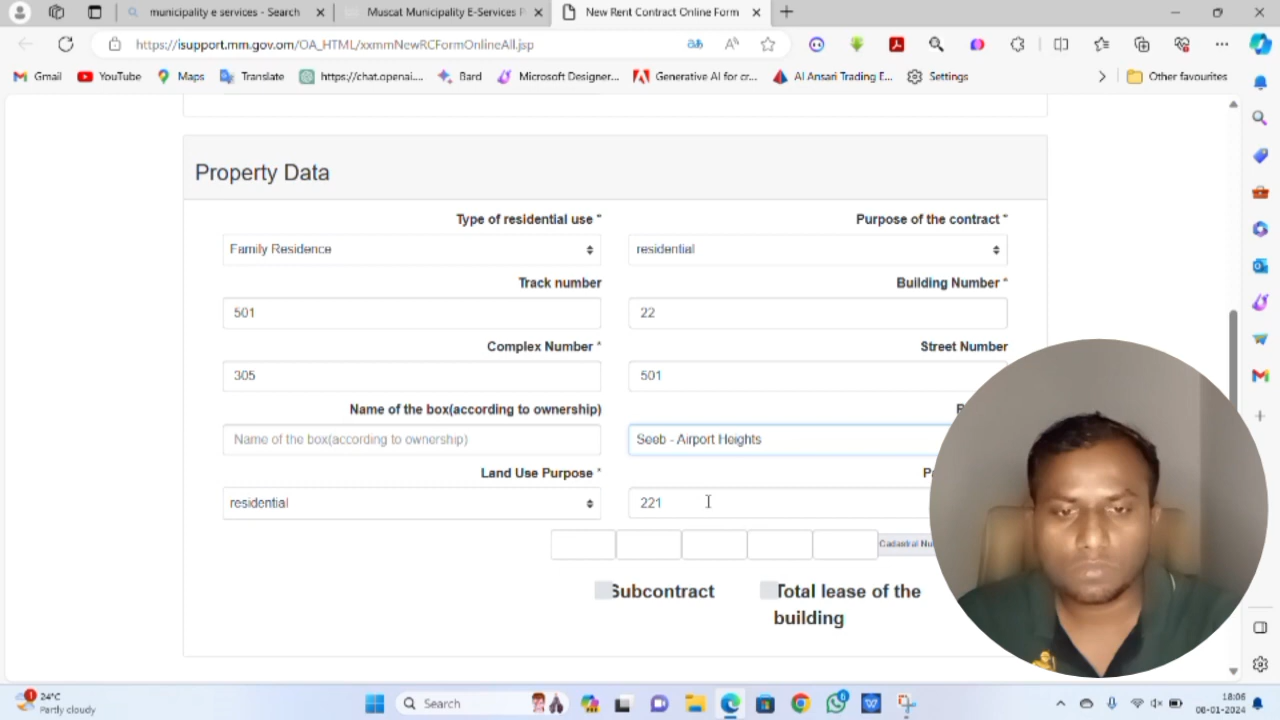 municipality e services - Search
Muscat Municipality E-Services
New Rent Contract Online Form
https://isupport.mm.gov.om/OA_HTML/xxmmNewRCFormOnlineAll.jsp
Gmail
YouTube
Maps
Translate
https://chat.openai....
Bard
Microsoft Designer...
Generative AI for cr...
Al Ansari Trading E...
Settings
Other favourites
Property Data
Type of residential use *
Purpose of the contract *
Family Residence
residential
Track number
Building Number *
501
22
Complex Number *
Street Number
305
501
Name of the box(according to ownership)
Name of the box(according to ownership)
Seeb - Airport Heights
Land Use Purpose *
residential
221
Cadastral
Subcontract
Total lease of the
building
1
24°C
Partly cloudy
Search
6
18:06
08-01-2024